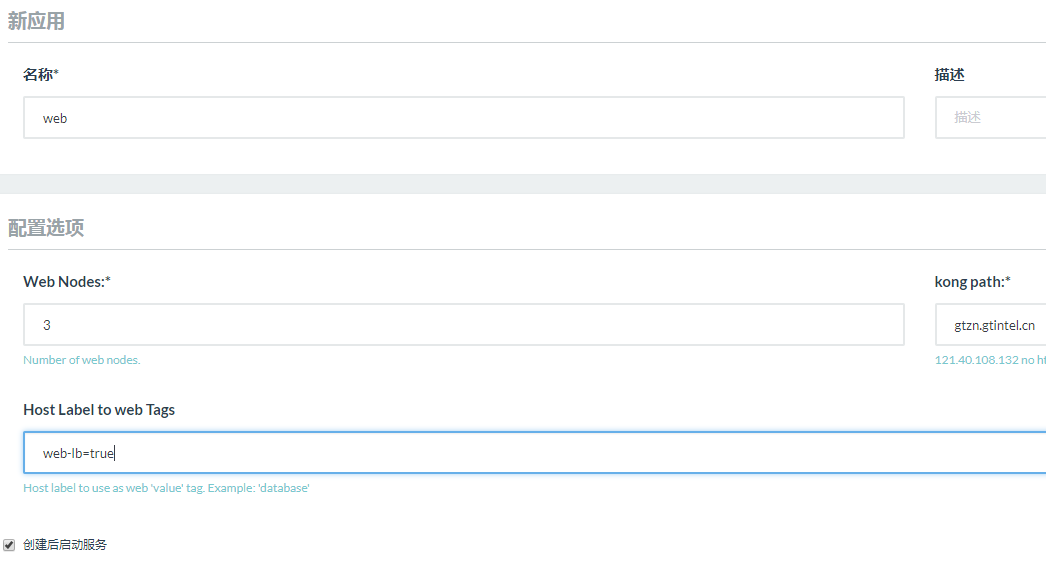 新应用
名称*
描述
web
描述
配置选项
Web Nodes:*
kong path:*
3
gtzn.gtintel.cn
Number of web nodes.
121.40.108.132 no
Host Label to web Tags
web-lb=true
Host label to use as web 'value' tag. Example: 'database'
创建后启动服务